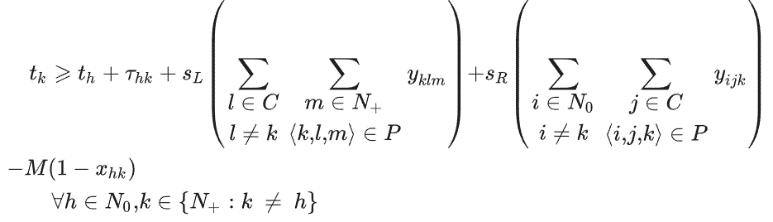 t_k ⩾ t_h + τ_{hk} + s_L ( ∑_{l ∈ C, l ≠ k} ∑_{m ∈ N_+, ⟨k,l,m⟩ ∈ P} y_{klm} ) + s_R ( ∑_{i ∈ N_0, i ≠ k} ∑_{j ∈ C, ⟨i,j,k⟩ ∈ P} y_{ijk} )
−M(1 − x_{hk})
∀h ∈ N_0,k ∈ {N_+ : k ≠ h}